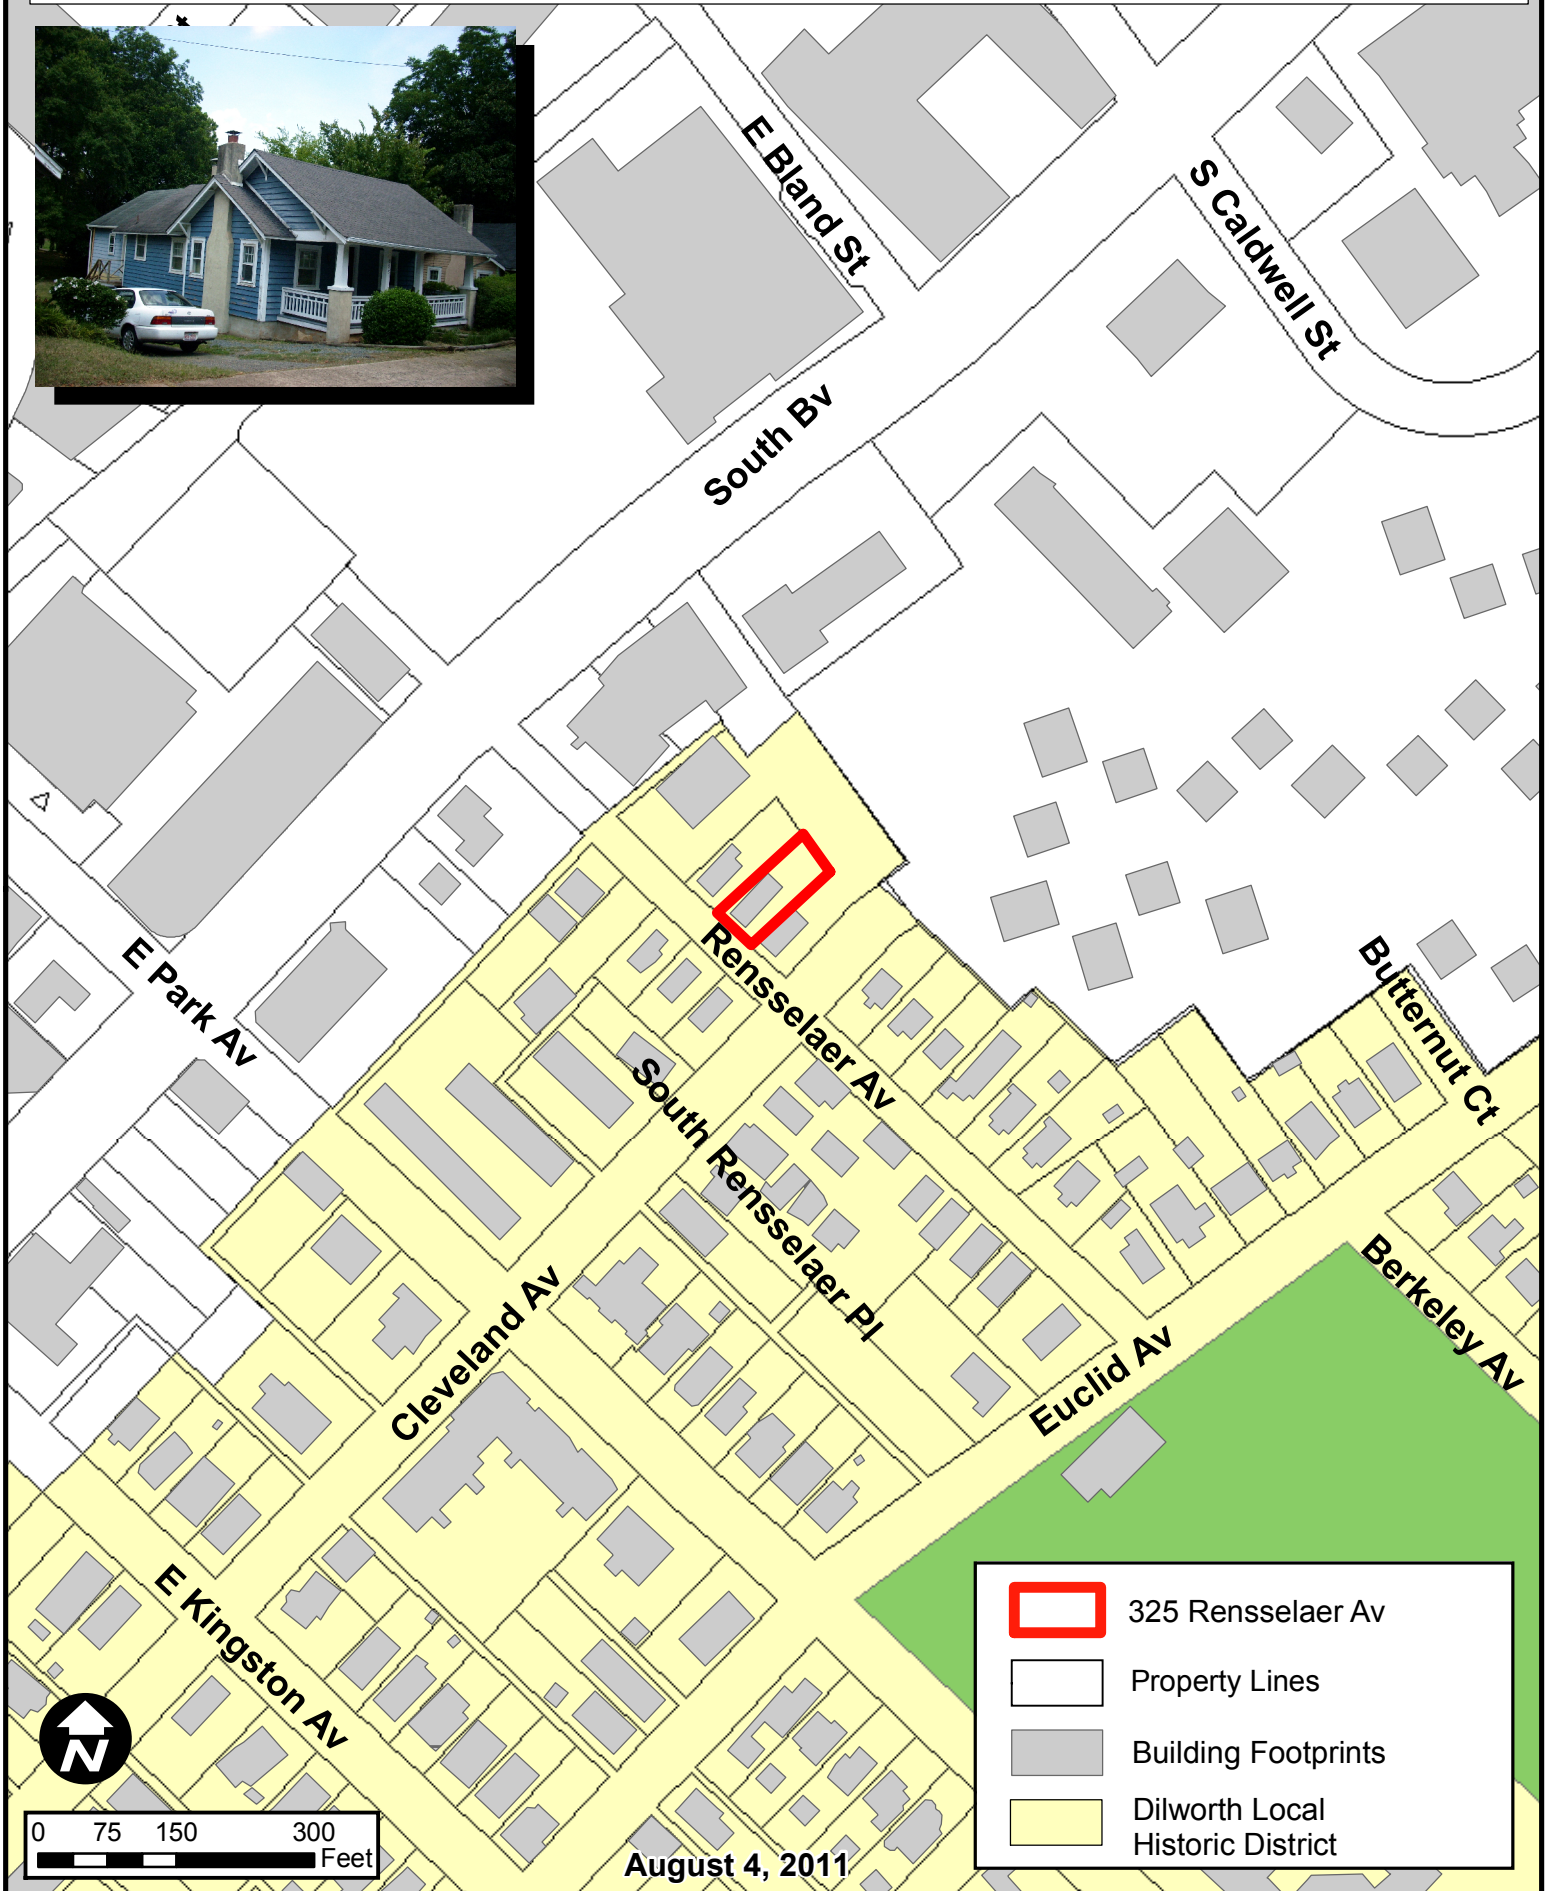 E Bland St
S Caldwell St
South Bv
E Park Av
Rensselaer Av
Butternut Ct
South Rensselaer Pl
Berkeley Av
Cleveland Av
Euclid Av
E Kingston Av
325 Rensselaer Av
Property Lines
Building Footprints
Dilworth Local
Historic District
N
0 75 150 300
Feet
August 4, 2011